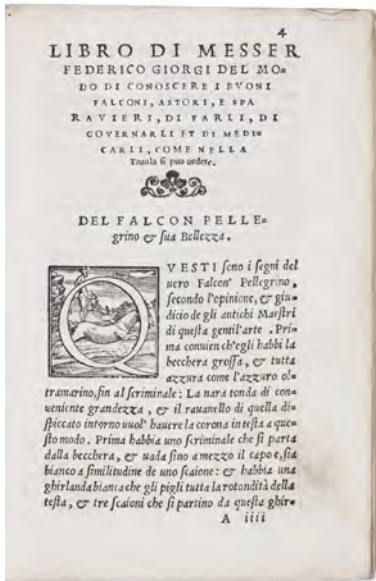 4
LIBRO DI MESSER
FEDERICO GIORGI DEL MO=
DO DI CONOSCERE I BVONI
FALCONI, ASTORI, E SPA
RAVIERI, DI FARLI, DI
GOVERNARLI ET DI MEDI=
CARLI, COME NELLA
Tauola ſi puo uedere.
DEL FALCON PELLE=
grino & ſua Bellezza.
QVESTI ſono i ſegni del
uero Falcon' Pellegrino,
ſecondo l'opinione, & giu=
dicio de gli antichi Maeſtri
di queſta gentil'arte. Pri=
ma conuien ch'egli habbi la
becchera groſſa, & tutta
azzura come l'azzuro ol=
tramarino, fin al ſcriminale: La nara tonda di con=
ueniente grandezza, & il rauanello di quella di=
ſpiccato intorno uuol' hauere la corona in teſta a que=
ſto modo. Prima habbia uno ſcriminale che ſi parta
dalla becchera, & uada fino a mezzo il capo e, ſia
bianco a ſimilitudine de uno ſcaione: & habbia una
ghirlanda bianca che gli pigli tutta la rotondità della
teſta, & tre ſcaioni che ſi partino da queſta ghir=
A iiii